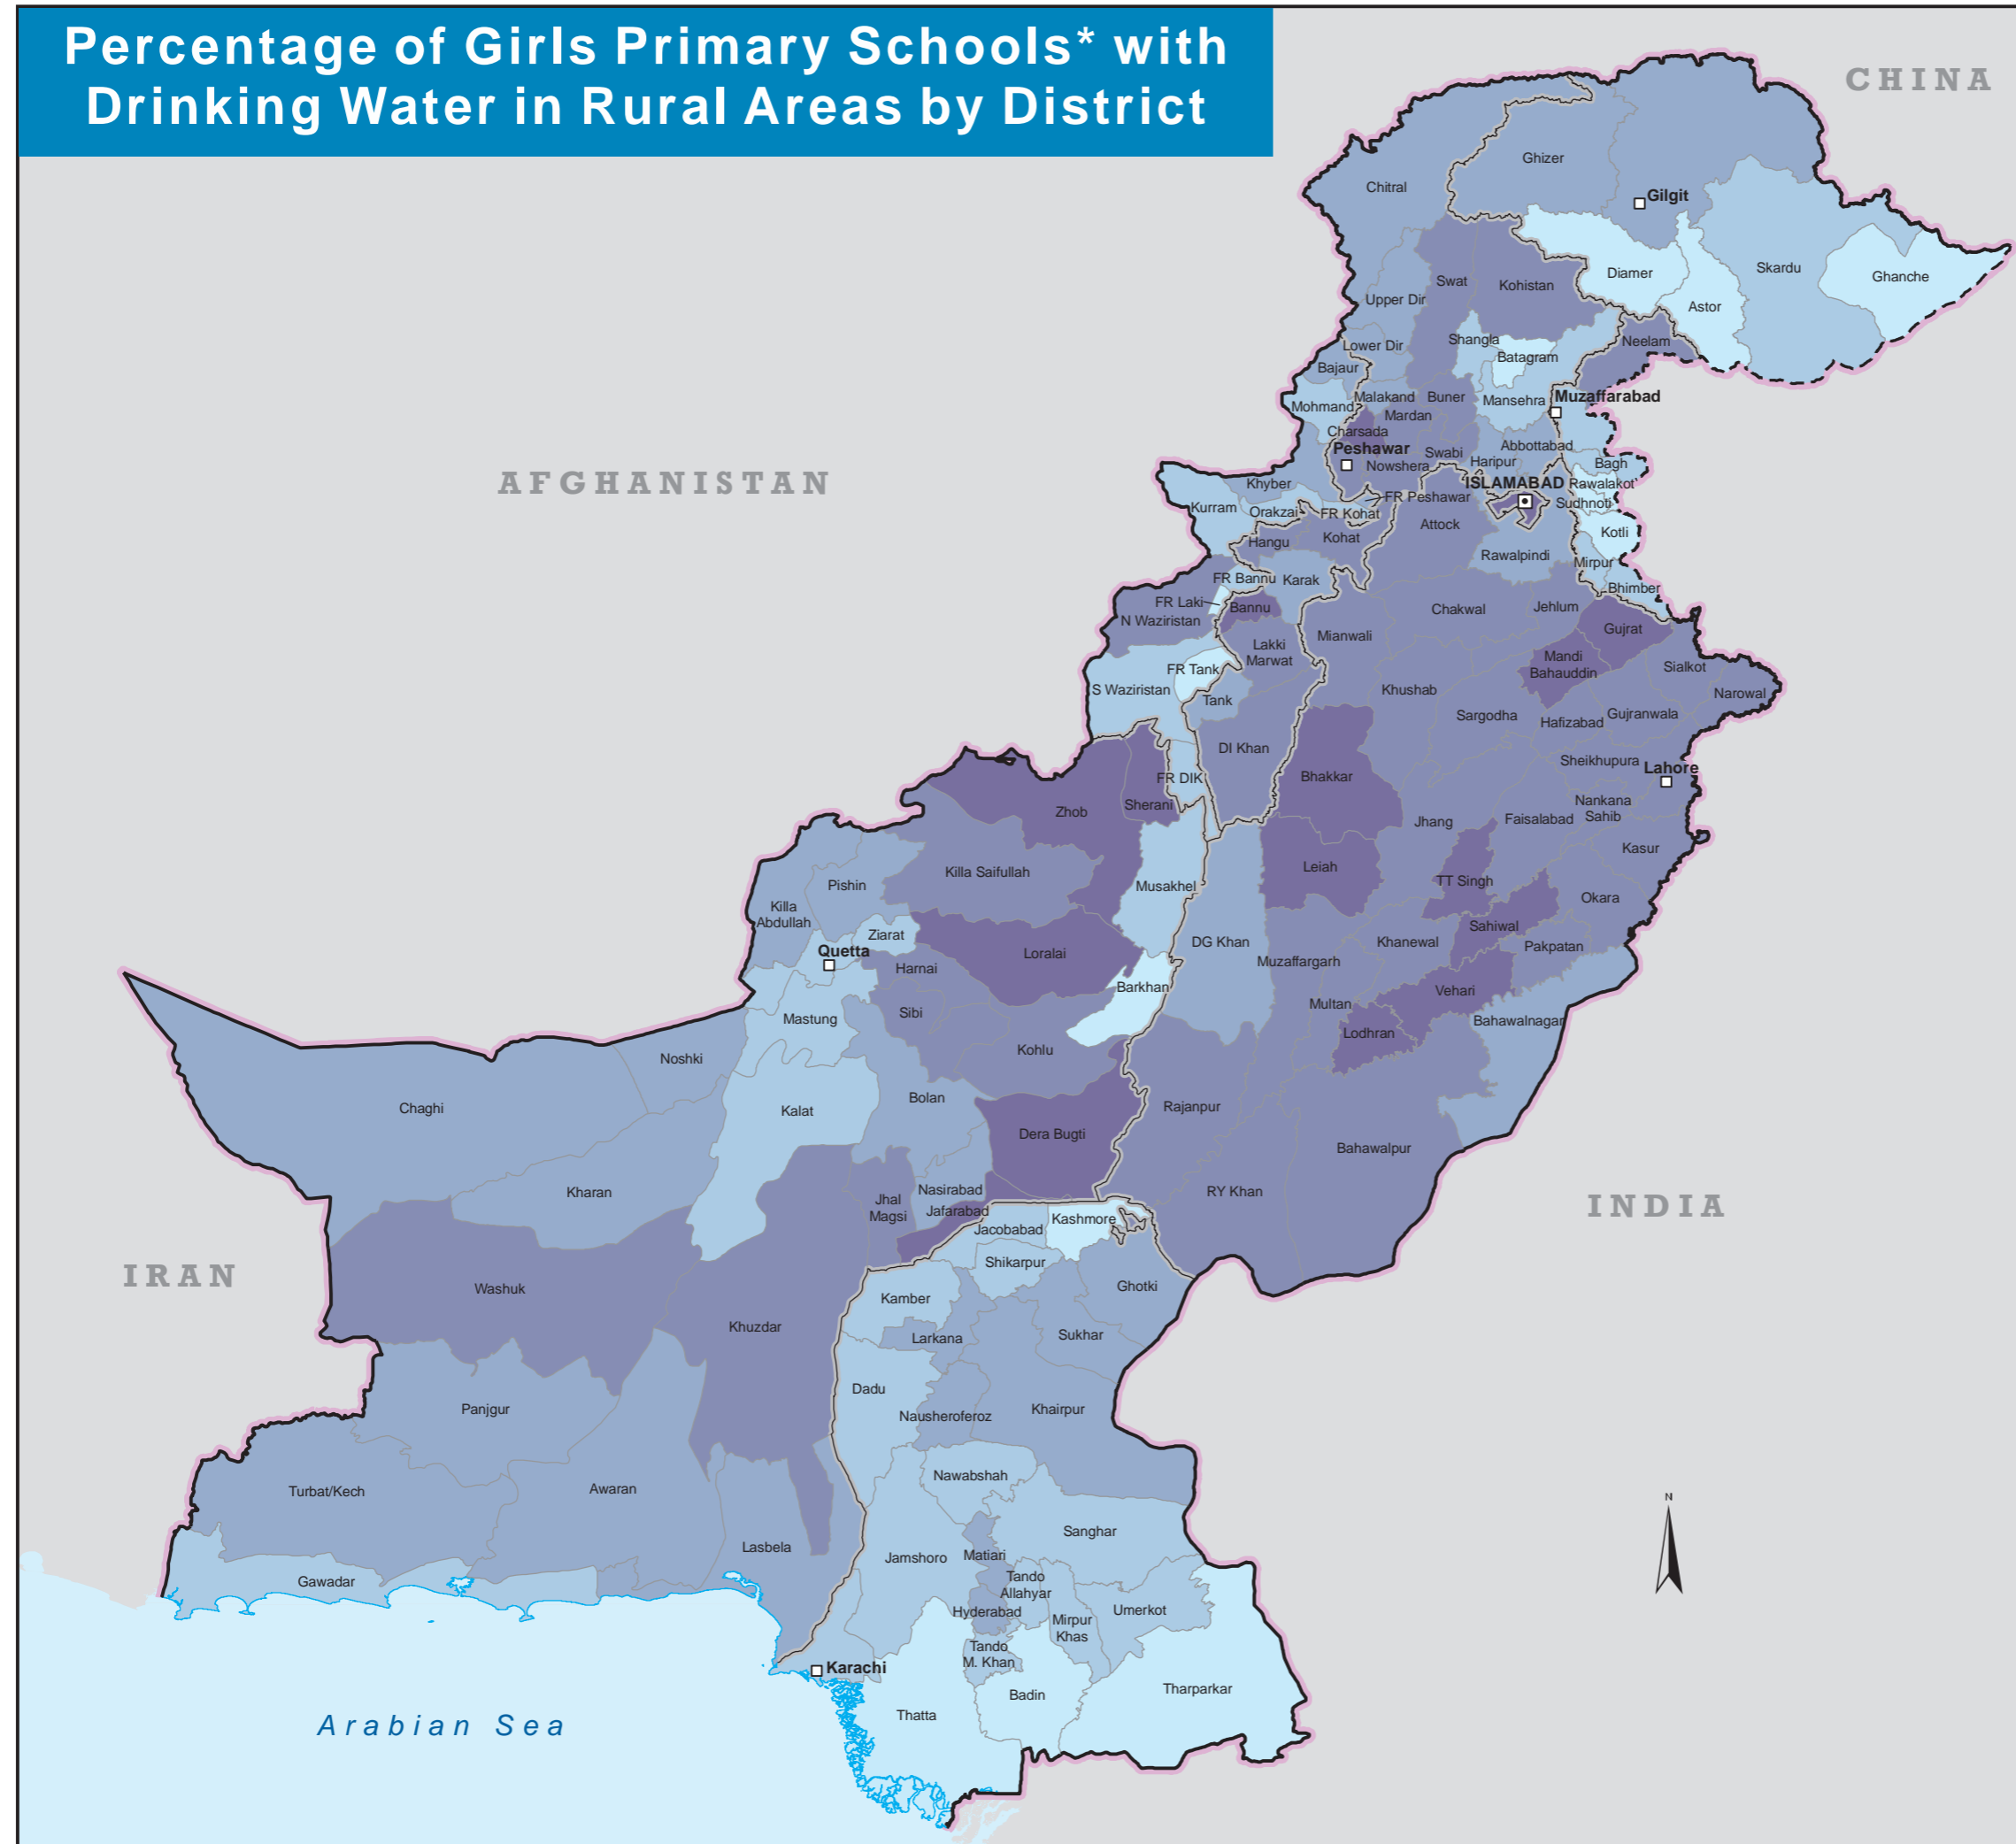 Percentage of Girls Primary Schools* with
Drinking Water in Rural Areas by District
CHINA
Ghizer
Chitral
Gilgit
Diamer
Skardu
Ghanche
Swat
Kohistan
Upper Dir
Astor
Shangla
Neelam
Lower Dir
Batagram
Bajaur
Malakand
Buner
Mansehra
Muzaffarabad
Mohmand
Mardan
Charsada
Abbottabad
Peshawar
Swabi
Haripur
Bagh
Nowshera
AFGHANISTAN
Khyber
ISLAMABAD
Rawalakot
FR Peshawar
Sudhnoti
Kurram
Orakzai
FR Kohat
Attock
Kotli
Hangu
Kohat
Rawalpindi
Mirpur
FR Bannu
Karak
Bhimber
FR Laki
Bannu
Chakwal
Jehlum
N Waziristan
Mianwali
Gujrat
Lakki
Marwat
Mandi
Bahauddin
FR Tank
Sialkot
S Waziristan
Khushab
Narowal
Tank
Sargodha
Hafizabad
Gujranwala
DI Khan
Sheikhupura
Lahore
FR DIK
Bhakkar
Sherani
Zhob
Nankana
Sahib
Jhang
Faisalabad
Kasur
Leiah
Killa Saifullah
TT Singh
Pishin
Musakhel
Okara
Killa
Abdullah
Ziarat
Sahiwal
DG Khan
Khanewal
Pakpatan
Quetta
Loralai
Muzaffargarh
Harnai
Barkhan
Vehari
Multan
Sibi
Mastung
Bahawalnagar
Lodhran
Kohlu
Noshki
Bolan
Chaghi
Kalat
Rajanpur
Dera Bugti
Bahawalpur
Kharan
Nasirabad
RY Khan
Jhal
Magsi
Jafarabad
INDIA
Kashmore
Jacobabad
Shikarpur
IRAN
Washuk
Ghotki
Kamber
Khuzdar
Larkana
Sukhar
Dadu
Panjgur
Nausheroferoz
Khairpur
Nawabshah
Turbat/Kech
Awaran
N
Sanghar
Lasbela
Jamshoro
Matiari
Gawadar
Tando
Allahyar
Hyderabad
Umerkot
Mirpur
Khas
Tando
M. Khan
Karachi
Tharparkar
Badin
Thatta
Arabian Sea